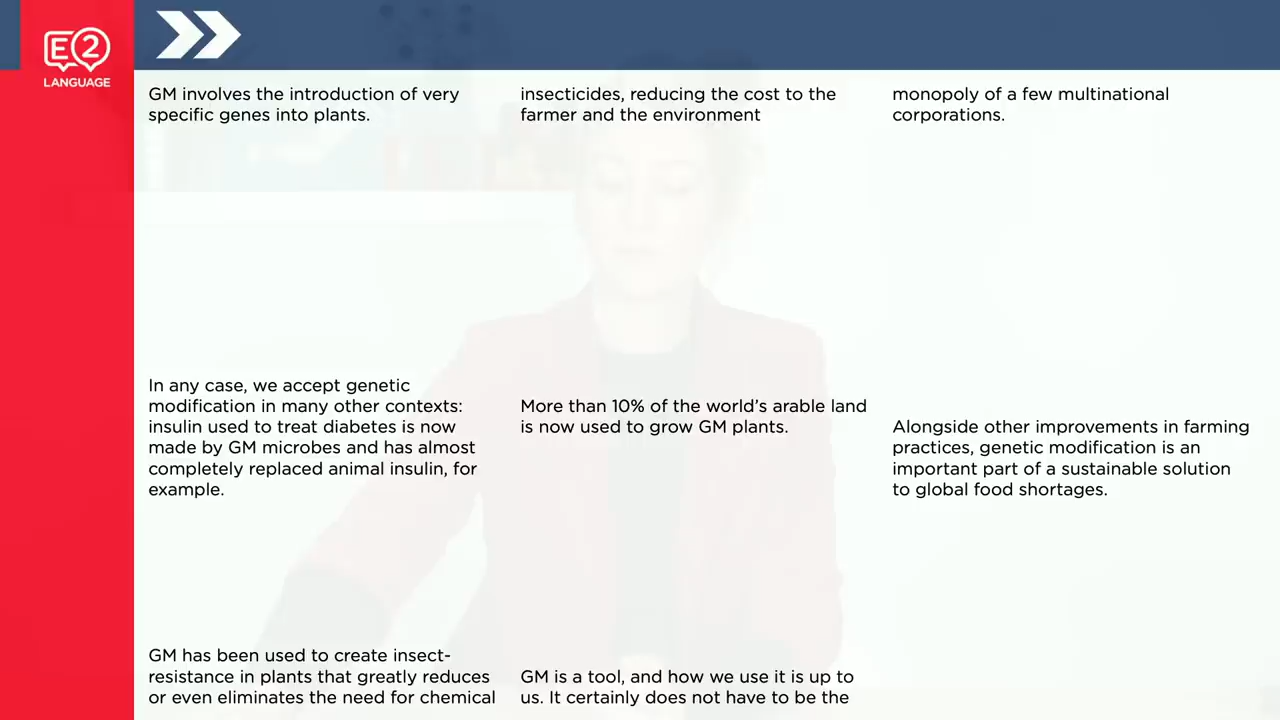 E2
LANGUAGE
GM involves the introduction of very
specific genes into plants.
In any case, we accept genetic
modification in many other contexts:
insulin used to treat diabetes is now
made by GM microbes and has almost
completely replaced animal insulin, for
example.
GM has been used to create insect-
resistance in plants that greatly reduces
or even eliminates the need for chemical
insecticides, reducing the cost to the
farmer and the environment
More than 10% of the world’s arable land
is now used to grow GM plants.
GM is a tool, and how we use it is up to
us. It certainly does not have to be the
monopoly of a few multinational
corporations.
Alongside other improvements in farming
practices, genetic modification is an
important part of a sustainable solution
to global food shortages.